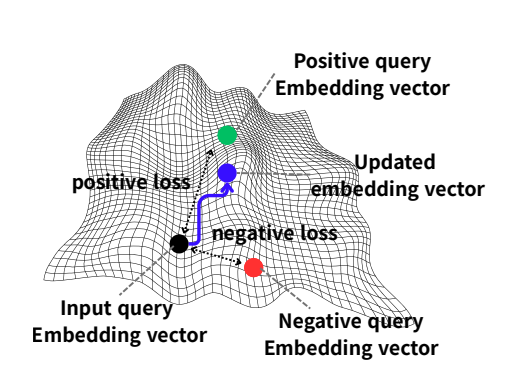 Positive query
Embedding vector
Updated
embedding vector
positive loss
negative loss
Input query
Embedding vector
Negative query
Embedding vector